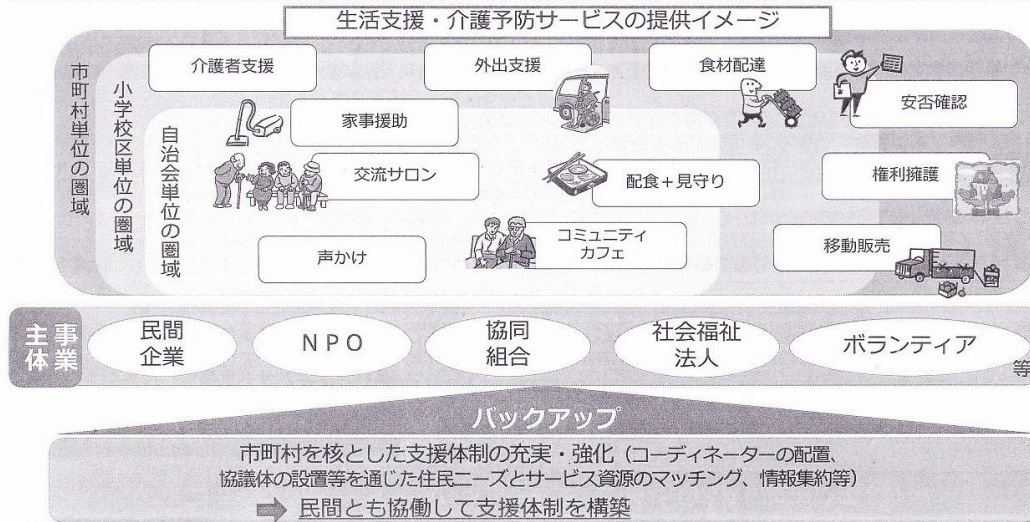 生活支援・介護予防サービスの提供イメージ
市町村単位の圏域
小学校区単位の圏域
自治会単位の圏域
介護者支援
外出支援
食材配達
安否確認
家事援助
交流サロン
配食+見守り
権利擁護
声かけ
コミュニティ
カフェ
移動販売
事業
主体
民間
企業
NPO
協同
組合
社会福祉
法人
ボランティア
等
バックアップ
市町村を核とした支援体制の充実・強化(コーディネーターの配置、
協議体の設置等を通じた住民ニーズとサービス資源のマッチング、情報集約等)
➡ 民間とも協働して支援体制を構築